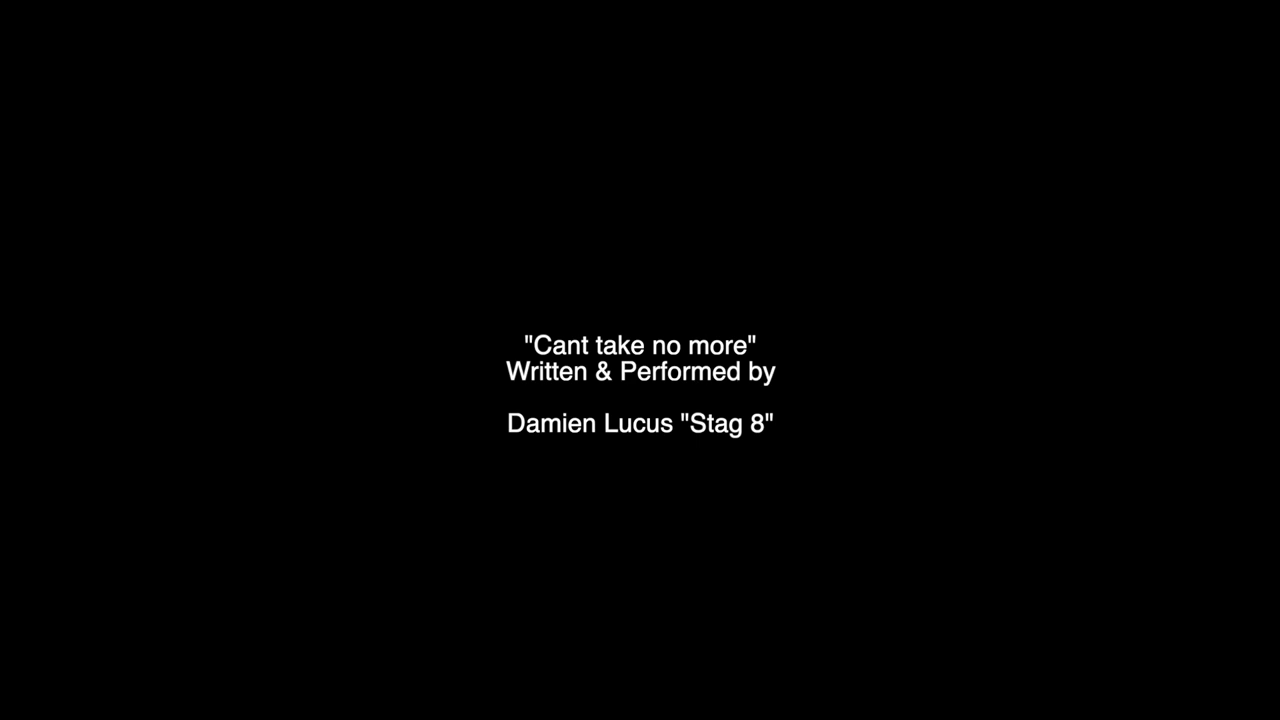 "Cant take no more"
Written & Performed by
Damien Lucus "Stag 8"